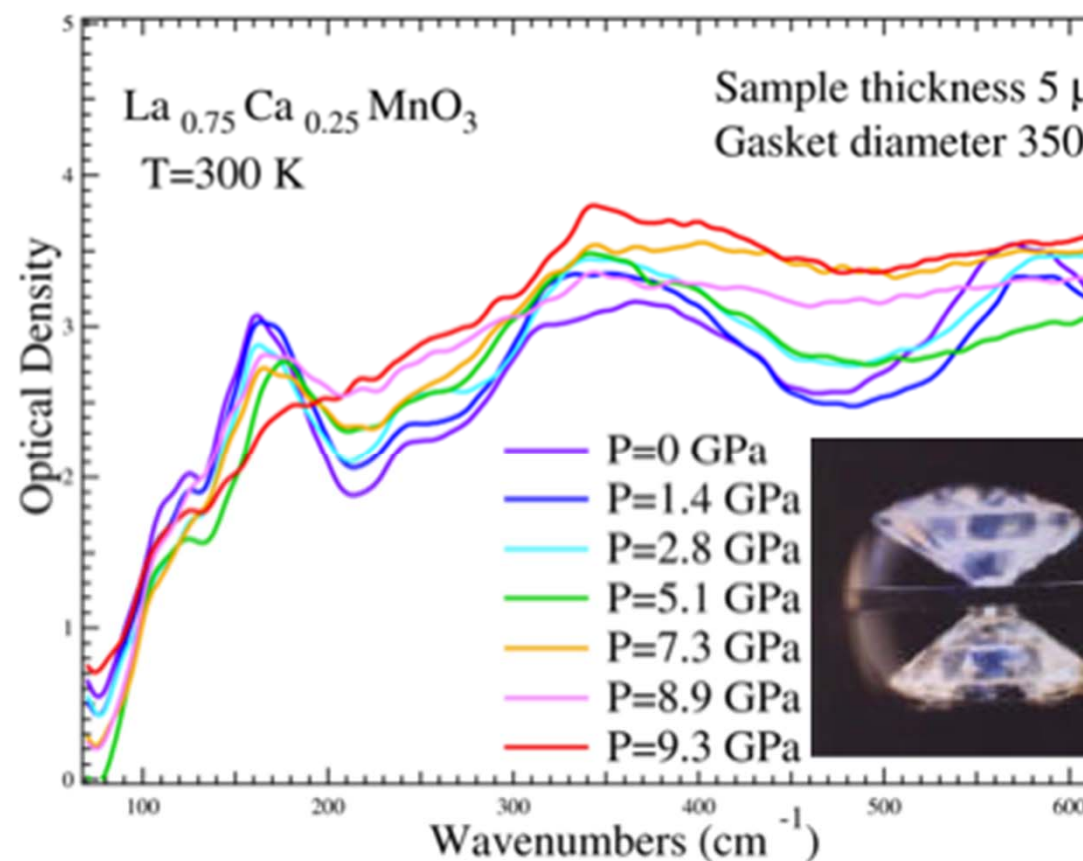 5
La 0.75 Ca 0.25 MnO3
T=300 K
Sample thickness 5 μ
Gasket diameter 350
4
Optical Density
3
2
1
0
P=0 GPa
P=1.4 GPa
P=2.8 GPa
P=5.1 GPa
P=7.3 GPa
P=8.9 GPa
P=9.3 GPa
100 200 300 400 500 600
Wavenumbers (cm -1)